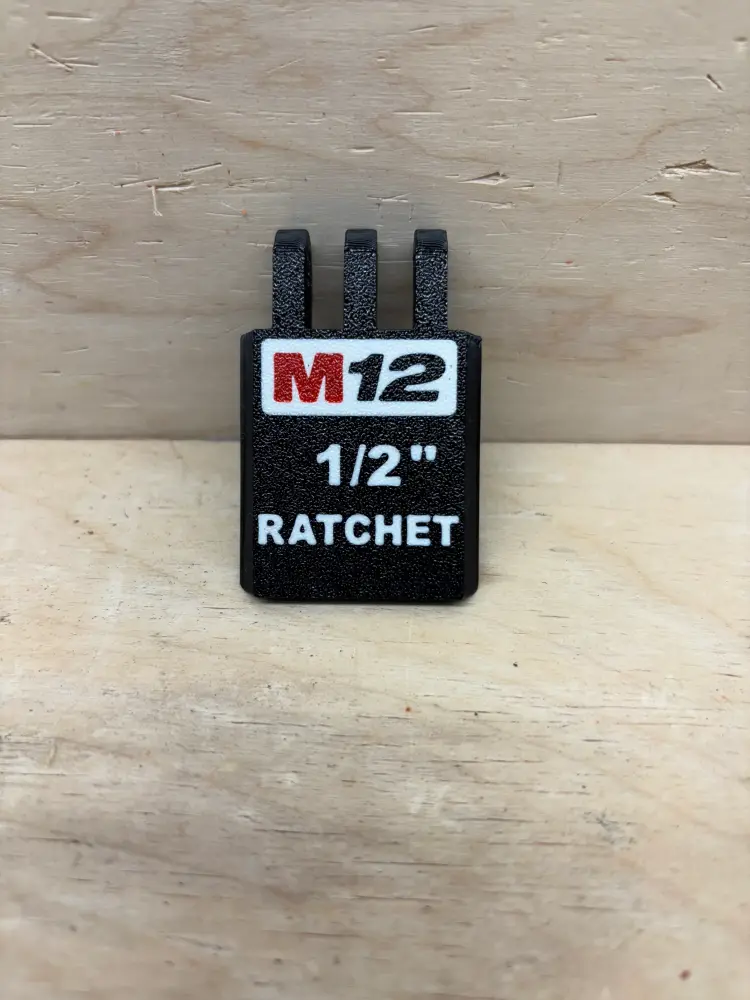 M12
1/2"
RATCHET